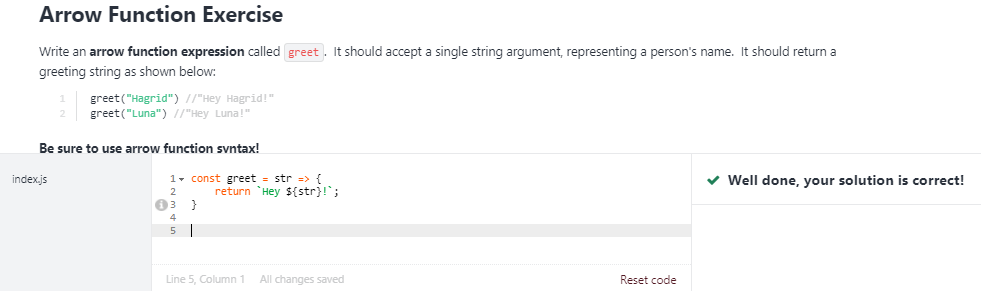 Arrow Function Exercise
Write an arrow function expression called greet. It should accept a single string argument, representing a person's name. It should return a
greeting string as shown below:
1 greet("Hagrid") //"Hey Hagrid!"
2 greet("Luna") //"Hey Luna!"
Be sure to use arrow function syntax!
index.js
1 const greet = str => {
2 return `Hey ${str}!`;
3 }
4
5
Well done, your solution is correct!
Line 5, Column 1 All changes saved
Reset code